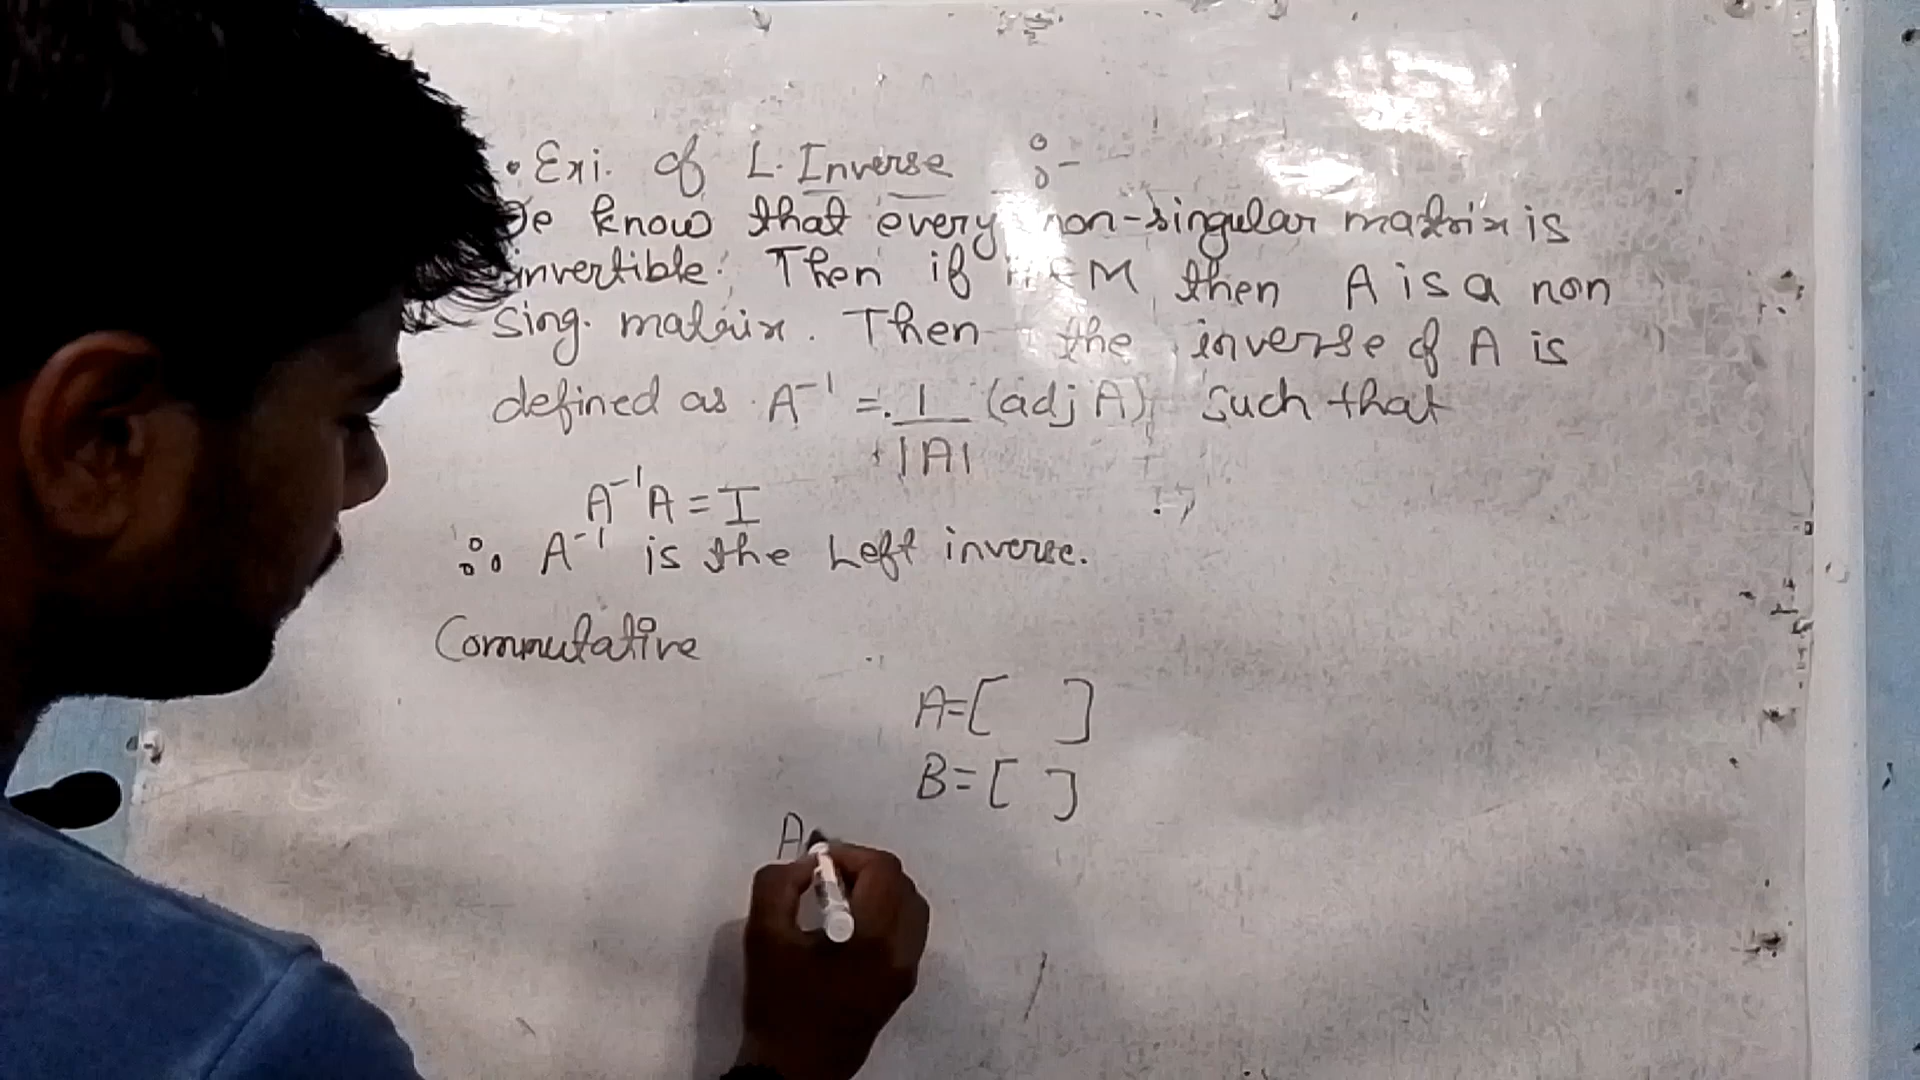 • Exi. of L. Inverse :-
We know that every non-singular matrix is
invertible. Then if A ∈ M, then A is a non
Sing. matrix. Then the inverse of A is
defined as A⁻¹ = 1/|A| (adj A) such that
A⁻¹A = I
∴ A⁻¹ is the Left inverse.
Commutative
A=[ ]
B=[ ]
A